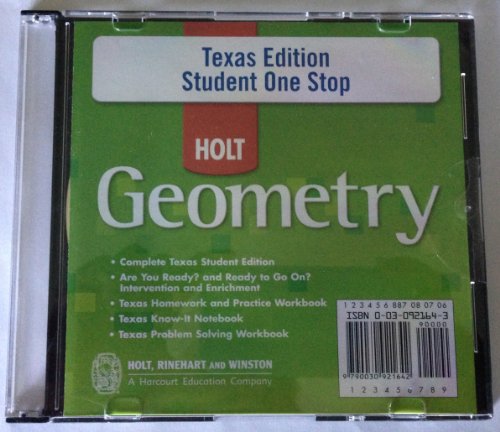 Texas Edition
Student One Stop
HOLT
Geometry
• Complete Texas Student Edition
• Are You Ready? and Ready to Go On?
Intervention and Enrichment
• Texas Homework and Practice Workbook
• Texas Know-It Notebook
• Texas Problem Solving Workbook
HOLT, RINEHART AND WINSTON
A Harcourt Education Company
1 2 3 4 5 6 887 08 07 06
ISBN 0-03-092164-3
90000
9 790030 921642
1 2 3 4 5 6 7 8 9